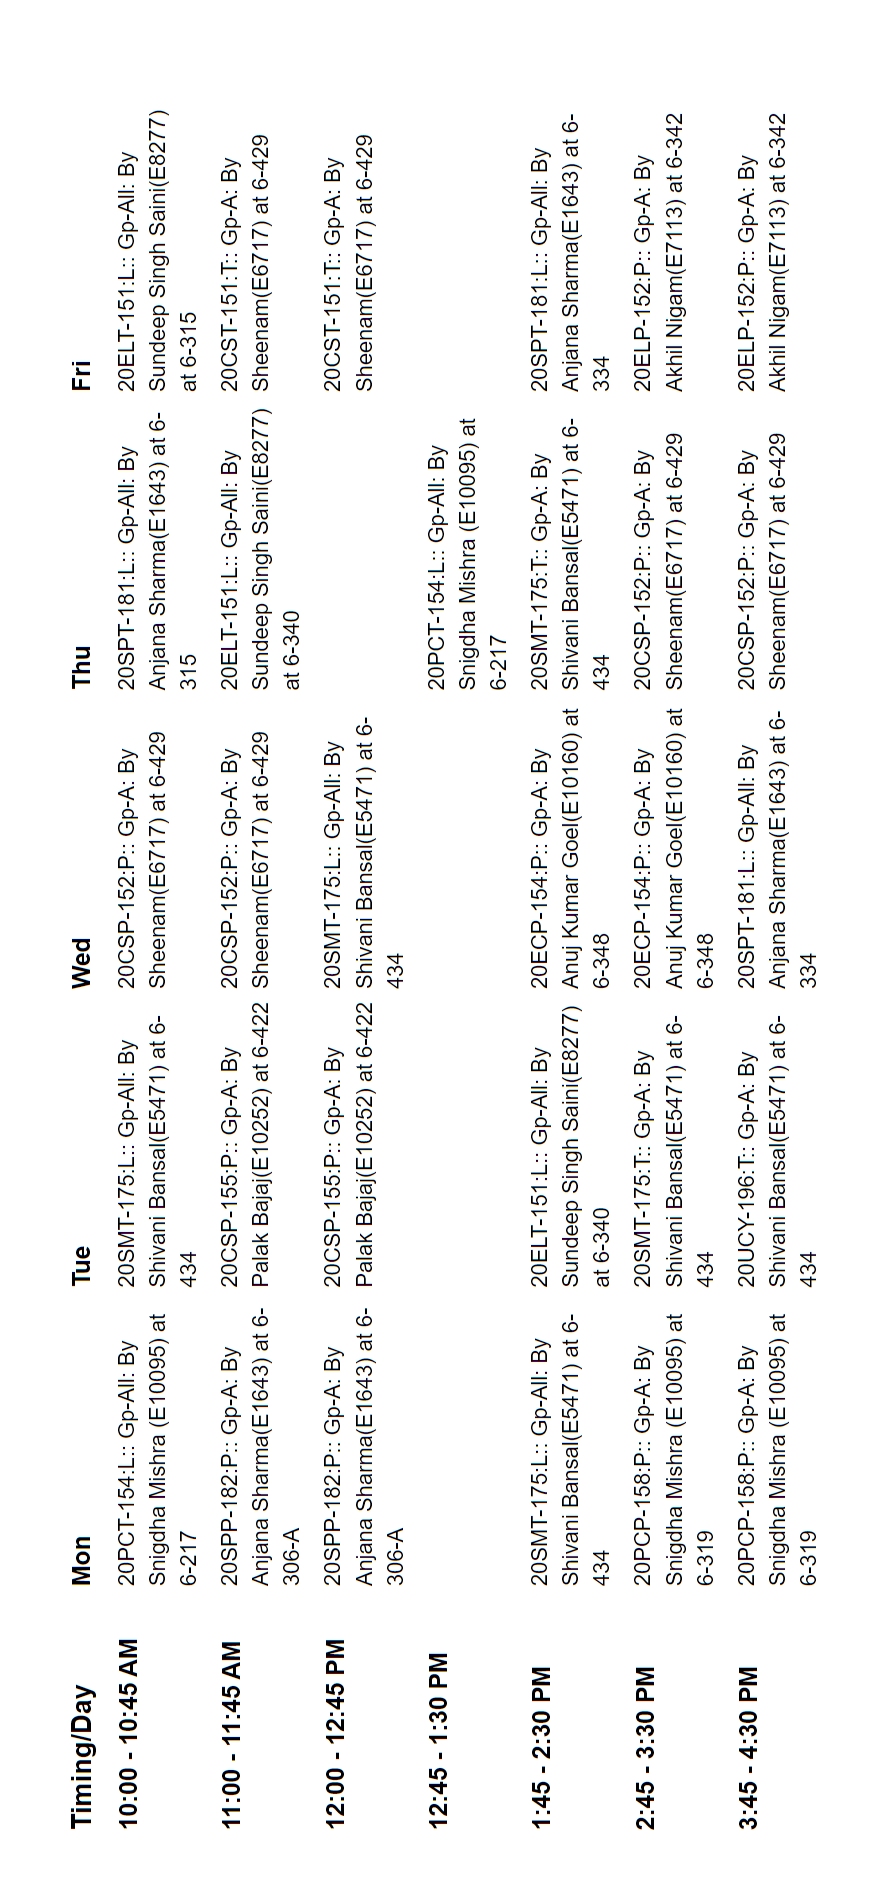 Timing/Day Mon Tue Wed Thu Fri
10:00 - 10:45 AM
20PCT-154:L:: Gp-All: By
Snigdha Mishra (E10095) at
6-217
20SMT-175:L:: Gp-All: By
Shivani Bansal(E5471) at 6-
434
20CSP-152:P:: Gp-A: By
Sheenam(E6717) at 6-429
20SPT-181:L:: Gp-All: By
Anjana Sharma(E1643) at 6-
315
20ELT-151:L:: Gp-All: By
Sundeep Singh Saini(E8277)
at 6-315
11:00 - 11:45 AM
20SPP-182:P:: Gp-A: By
Anjana Sharma(E1643) at 6-
306-A
20CSP-155:P:: Gp-A: By
Palak Bajaj(E10252) at 6-422
20CSP-152:P:: Gp-A: By
Sheenam(E6717) at 6-429
20ELT-151:L:: Gp-All: By
Sundeep Singh Saini(E8277)
at 6-340
20CST-151:T:: Gp-A: By
Sheenam(E6717) at 6-429
12:00 - 12:45 PM
20SPP-182:P:: Gp-A: By
Anjana Sharma(E1643) at 6-
306-A
20CSP-155:P:: Gp-A: By
Palak Bajaj(E10252) at 6-422
20SMT-175:L:: Gp-All: By
Shivani Bansal(E5471) at 6-
434
20CST-151:T:: Gp-A: By
Sheenam(E6717) at 6-429
12:45 - 1:30 PM
20PCT-154:L:: Gp-All: By
Snigdha Mishra (E10095) at
6-217
1:45 - 2:30 PM
20SMT-175:L:: Gp-All: By
Shivani Bansal(E5471) at 6-
434
20ELT-151:L:: Gp-All: By
Sundeep Singh Saini(E8277)
at 6-340
20ECP-154:P:: Gp-A: By
Anuj Kumar Goel(E10160) at
6-348
20SMT-175:T:: Gp-A: By
Shivani Bansal(E5471) at 6-
434
20SPT-181:L:: Gp-All: By
Anjana Sharma(E1643) at 6-
334
2:45 - 3:30 PM
20PCP-158:P:: Gp-A: By
Snigdha Mishra (E10095) at
6-319
20SMT-175:T:: Gp-A: By
Shivani Bansal(E5471) at 6-
434
20ECP-154:P:: Gp-A: By
Anuj Kumar Goel(E10160) at
6-348
20CSP-152:P:: Gp-A: By
Sheenam(E6717) at 6-429
20ELP-152:P:: Gp-A: By
Akhil Nigam(E7113) at 6-342
3:45 - 4:30 PM
20PCP-158:P:: Gp-A: By
Snigdha Mishra (E10095) at
6-319
20UCY-196:T:: Gp-A: By
Shivani Bansal(E5471) at 6-
434
20SPT-181:L:: Gp-All: By
Anjana Sharma(E1643) at 6-
334
20CSP-152:P:: Gp-A: By
Sheenam(E6717) at 6-429
20ELP-152:P:: Gp-A: By
Akhil Nigam(E7113) at 6-342